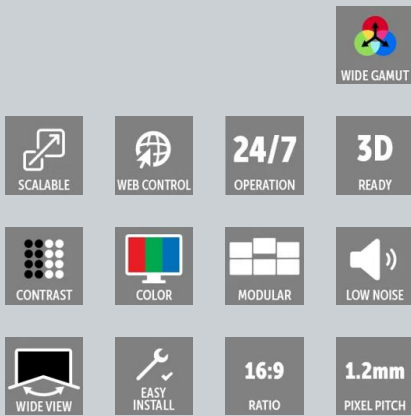 WIDE GAMUT
SCALABLE
WEB CONTROL
24/7
OPERATION
3D
READY
CONTRAST
COLOR
MODULAR
LOW NOISE
WIDE VIEW
EASY
INSTALL
16:9
RATIO
1.2mm
PIXEL PITCH